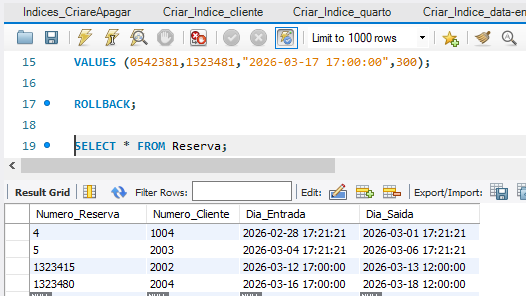 Indices_CriareApagar Criar_Indice_cliente Criar_Indice_quarto Criar_Indice_data-en
Limit to 1000 rows
15 VALUES (0542381,1323481,"2026-03-17 17:00:00",300);
16
17 ROLLBACK;
18
19 SELECT * FROM Reserva;
Result Grid Filter Rows: Edit: Export/Import:
Numero_Reserva Numero_Cliente Dia_Entrada Dia_Saida
4 1004 2026-02-28 17:21:21 2026-03-01 17:21:21
5 2003 2026-03-04 17:21:21 2026-03-06 17:21:21
1323415 2002 2026-03-12 17:00:00 2026-03-13 12:00:00
1323480 2004 2026-03-16 17:00:00 2026-03-18 12:00:00
NULL NULL NULL NULL